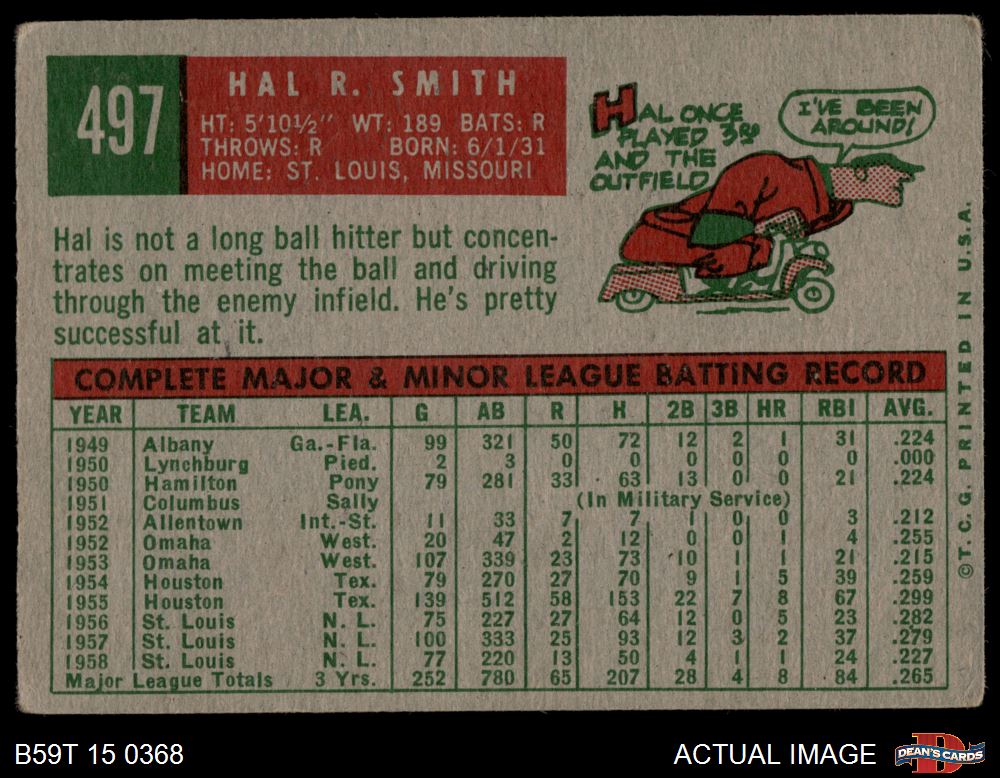 497
HAL R. SMITH
HT: 5'10½" WT: 189 BATS: R
THROWS: R BORN: 6/1/31
HOME: ST. LOUIS, MISSOURI
HAL ONCE
PLAYED 3RD
AND THE
OUTFIELD
I'VE BEEN
AROUND!
Hal is not a long ball hitter but concen-
trates on meeting the ball and driving
through the enemy infield. He's pretty
successful at it.
COMPLETE MAJOR & MINOR LEAGUE BATTING RECORD
YEAR TEAM LEA. G AB R H 2B 3B HR RBI AVG.
1949 Albany Ga.-Fla. 99 321 50 72 12 2 1 31 .224
1950 Lynchburg Pied. 2 3 0 0 0 0 0 0 .000
1950 Hamilton Pony 79 281 33 63 13 0 0 21 .224
1951 Columbus Sally (In Military Service)
1952 Allentown Int.-St. 11 33 7 7 1 0 0 3 .212
1952 Omaha West. 20 47 2 12 0 0 1 4 .255
1953 Omaha West. 107 339 23 73 10 1 1 21 .215
1954 Houston Tex. 79 270 27 70 9 1 5 39 .259
1955 Houston Tex. 139 512 58 153 22 7 8 67 .299
1956 St. Louis N. L. 75 227 27 64 12 0 5 23 .282
1957 St. Louis N. L. 100 333 25 93 12 3 2 37 .279
1958 St. Louis N. L. 77 220 13 50 4 1 1 24 .227
Major League Totals 3 Yrs. 252 780 65 207 28 4 8 84 .265
©T. C. G. PRINTED IN U.S.A.
B59T 15 0368
ACTUAL IMAGE
DEAN'S CARDS